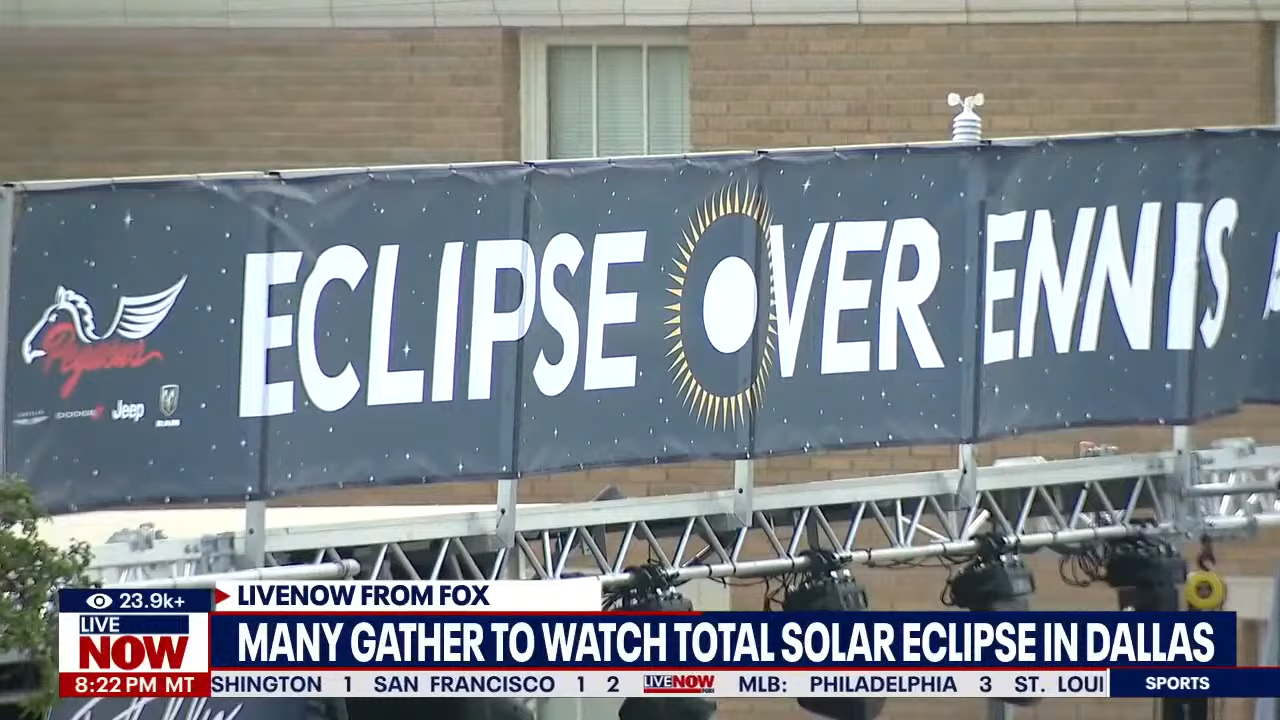 ECLIPSE OVER ENNIS
Pegasus
CHRYSLER DODGE Jeep RAM
23.9k+
LIVENOW FROM FOX
LIVE
NOW
MANY GATHER TO WATCH TOTAL SOLAR ECLIPSE IN DALLAS
8:22 PM MT
SHINGTON 1 SAN FRANCISCO 1 2 LIVENOW FOX MLB: PHILADELPHIA 3 ST. LOUI
SPORTS